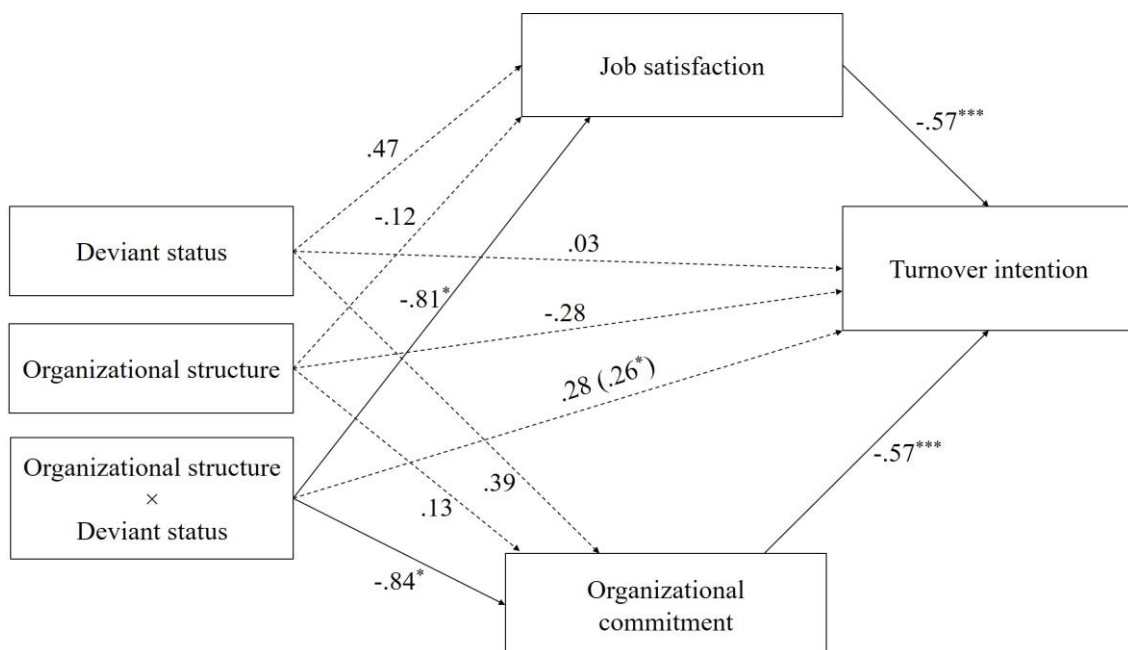 Job satisfaction
-.57***
.47
-.12
Deviant status
.03
Turnover intention
-.81*
-.28
Organizational structure
.28 (.26*)
Organizational structure
×
Deviant status
.39
.13
-.57***
-.84*
Organizational
commitment